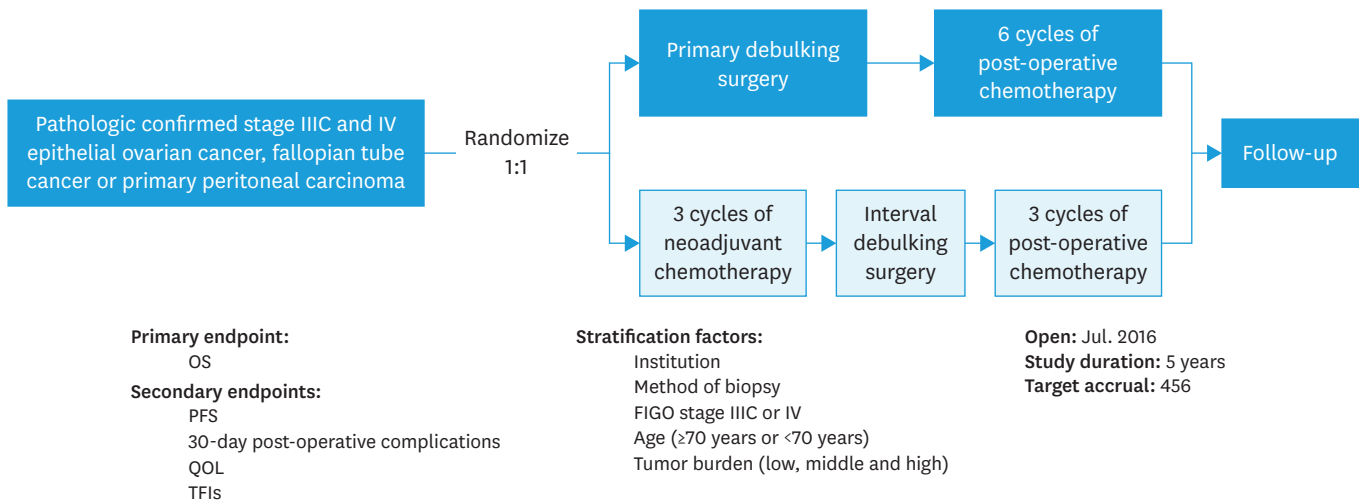 Pathologic confirmed stage IIIC and IV
epithelial ovarian cancer, fallopian tube
cancer or primary peritoneal carcinoma
Randomize
1:1
Primary debulking
surgery
6 cycles of
post-operative
chemotherapy
3 cycles of
neoadjuvant
chemotherapy
Interval
debulking
surgery
3 cycles of
post-operative
chemotherapy
Follow-up
Primary endpoint:
OS
Secondary endpoints:
PFS
30-day post-operative complications
QOL
TFIs
Stratification factors:
Institution
Method of biopsy
FIGO stage IIIC or IV
Age (≥70 years or <70 years)
Tumor burden (low, middle and high)
Open: Jul. 2016
Study duration: 5 years
Target accrual: 456